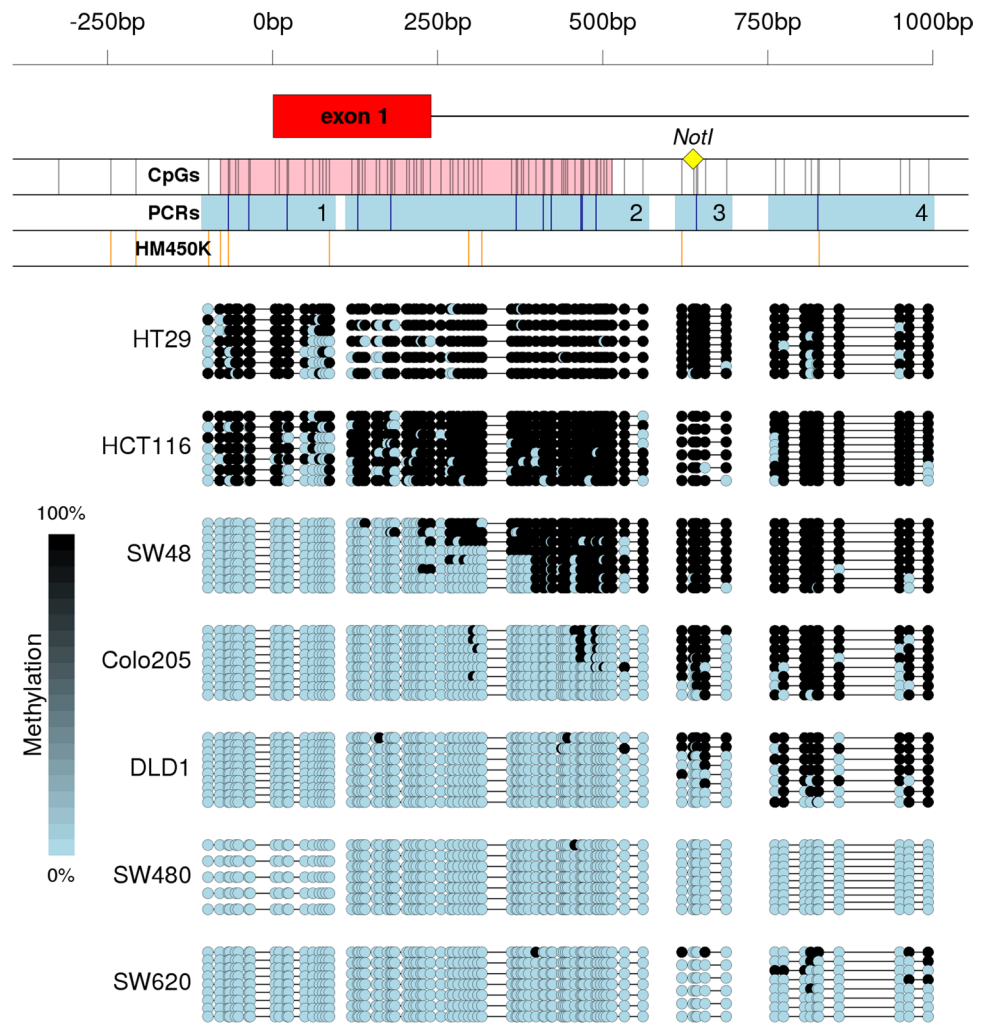 -250bp 0bp 250bp 500bp 750bp 1000bp
exon 1
NotI
CpGs
PCRs 1 2 3 4
HM450K
HT29
HCT116
100%
SW48
Methylation
Colo205
DLD1
0%
SW480
SW620